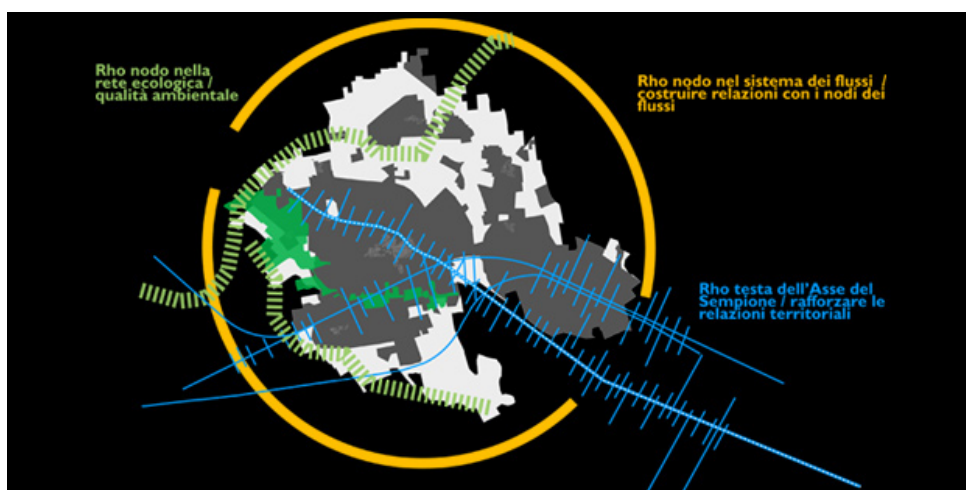 Rho nodo nella
rete ecologica /
qualità ambientale
Rho nodo nel sistema dei flussi /
costruire relazioni con i nodi dei
flussi
Rho testa dell'Asse del
Sempione / rafforzare le
relazioni territoriali